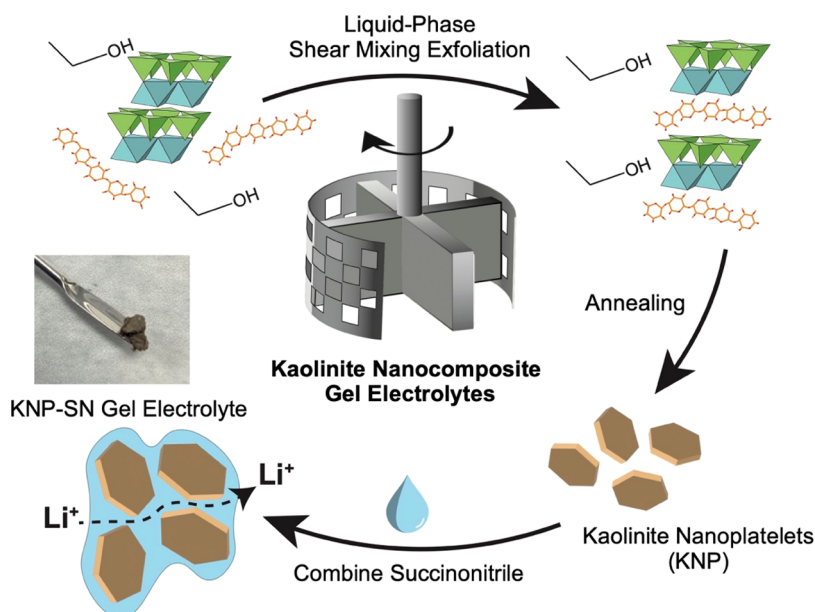 Liquid-Phase
Shear Mixing Exfoliation
OH
OH
OH
OH
Annealing
Kaolinite Nanocomposite
Gel Electrolytes
KNP-SN Gel Electrolyte
Li⁺
Li⁺
Kaolinite Nanoplatelets
(KNP)
Combine Succinonitrile